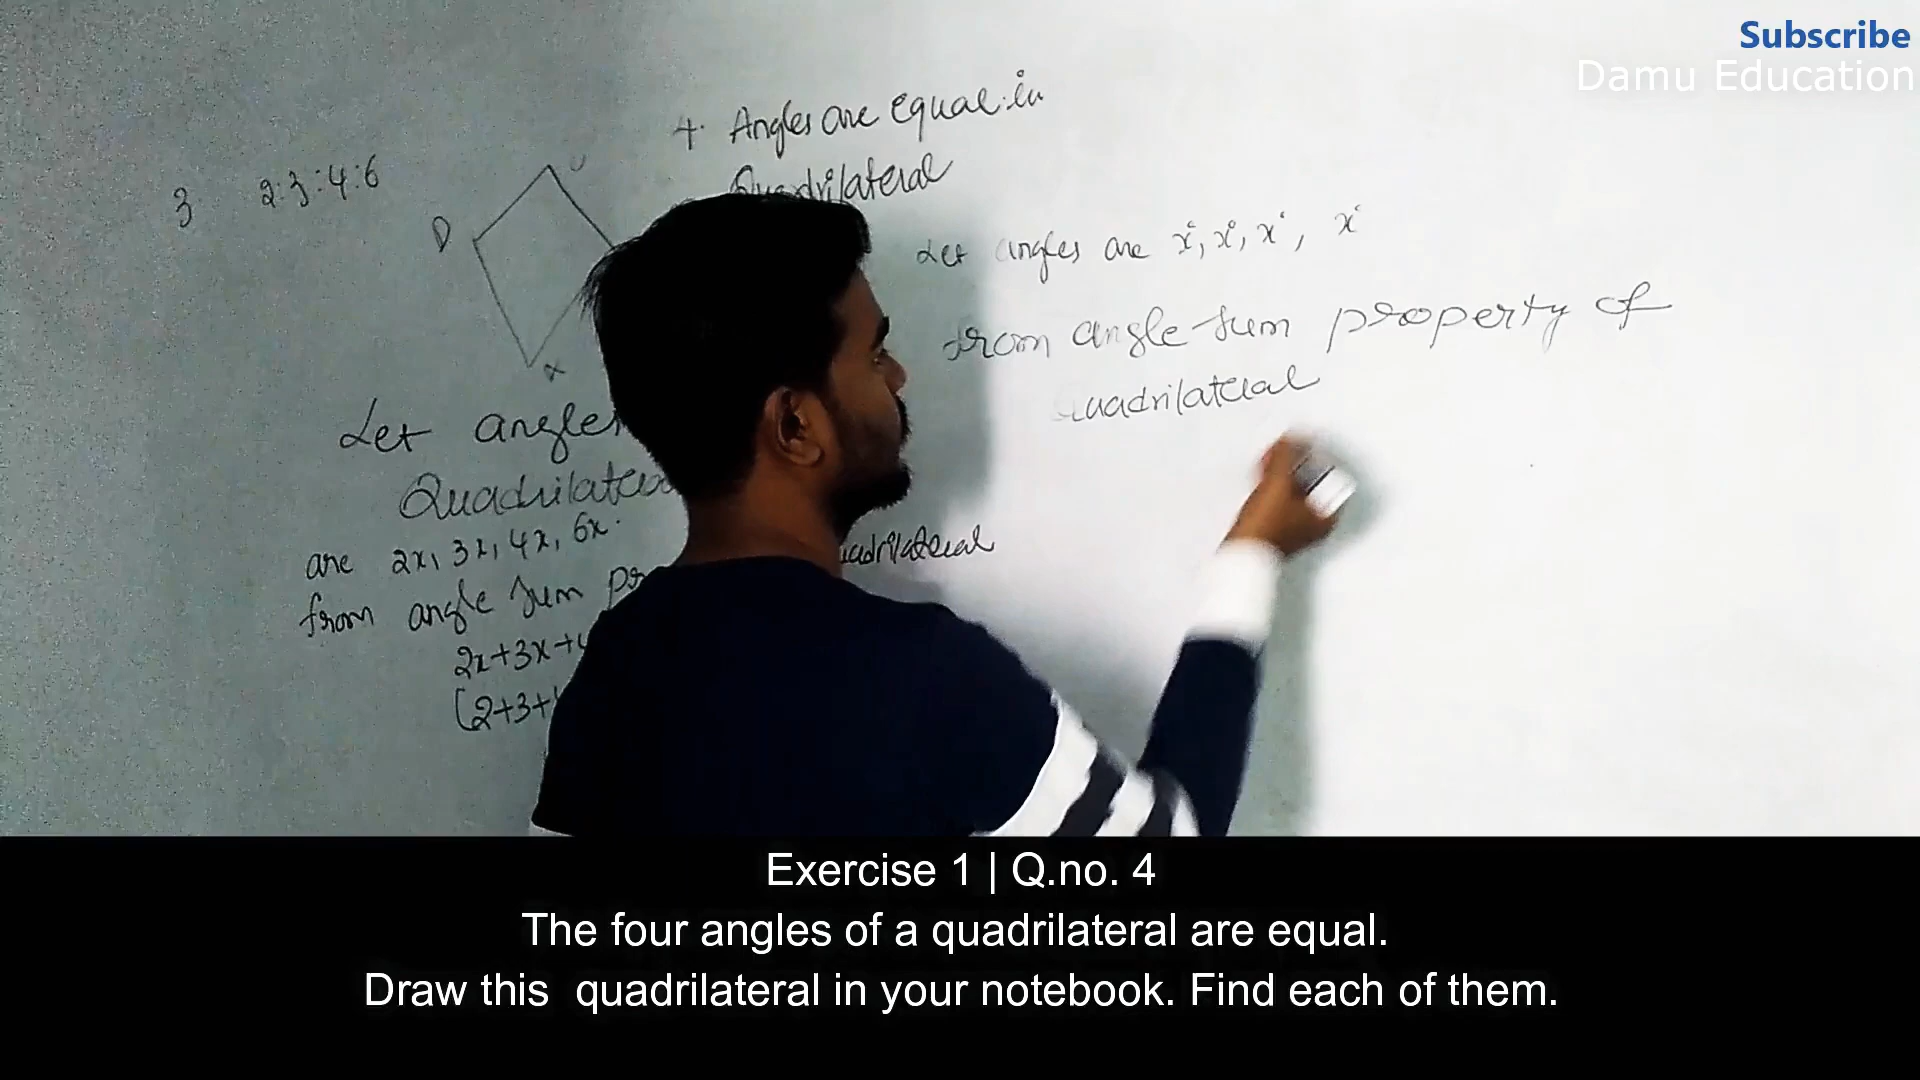 Subscribe
Damu Education
3 2:3:4:6
D
x
Let angles
Quadrilateral
are 2x, 3x, 4x, 6x.
from angle sum
2x+3x+4
(2+3+
4. Angles are equal in
Quadrilateral
Let angles are x°, x°, x°, x°
from angle sum property of
Quadrilateral
uadrilateral
Exercise 1 | Q.no. 4
The four angles of a quadrilateral are equal.
Draw this quadrilateral in your notebook. Find each of them.